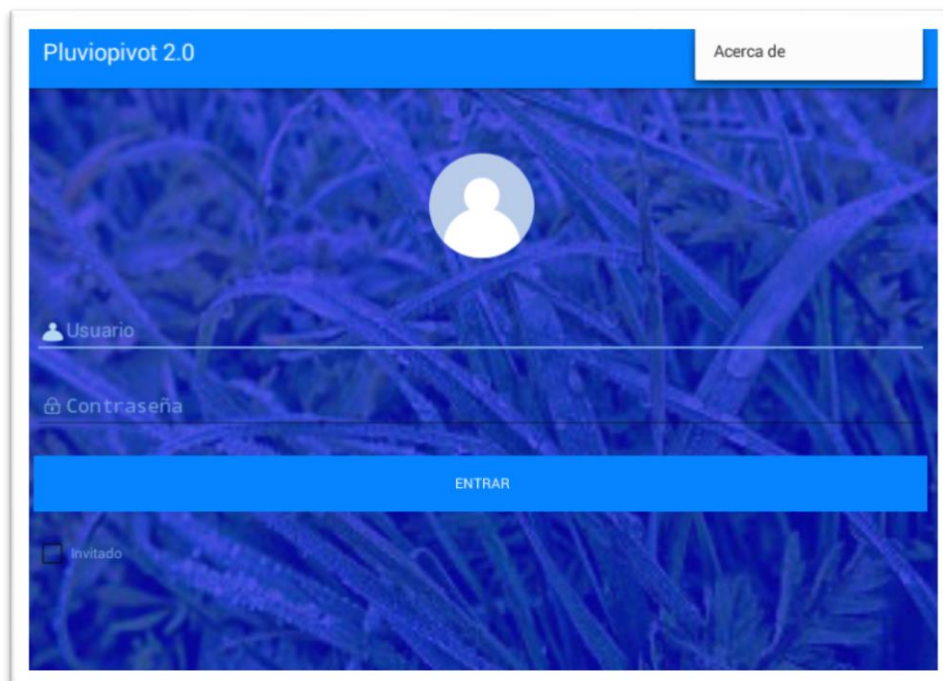 Pluviopivot 2.0
Acerca de
Usuario
Contraseña
ENTRAR
Invitado